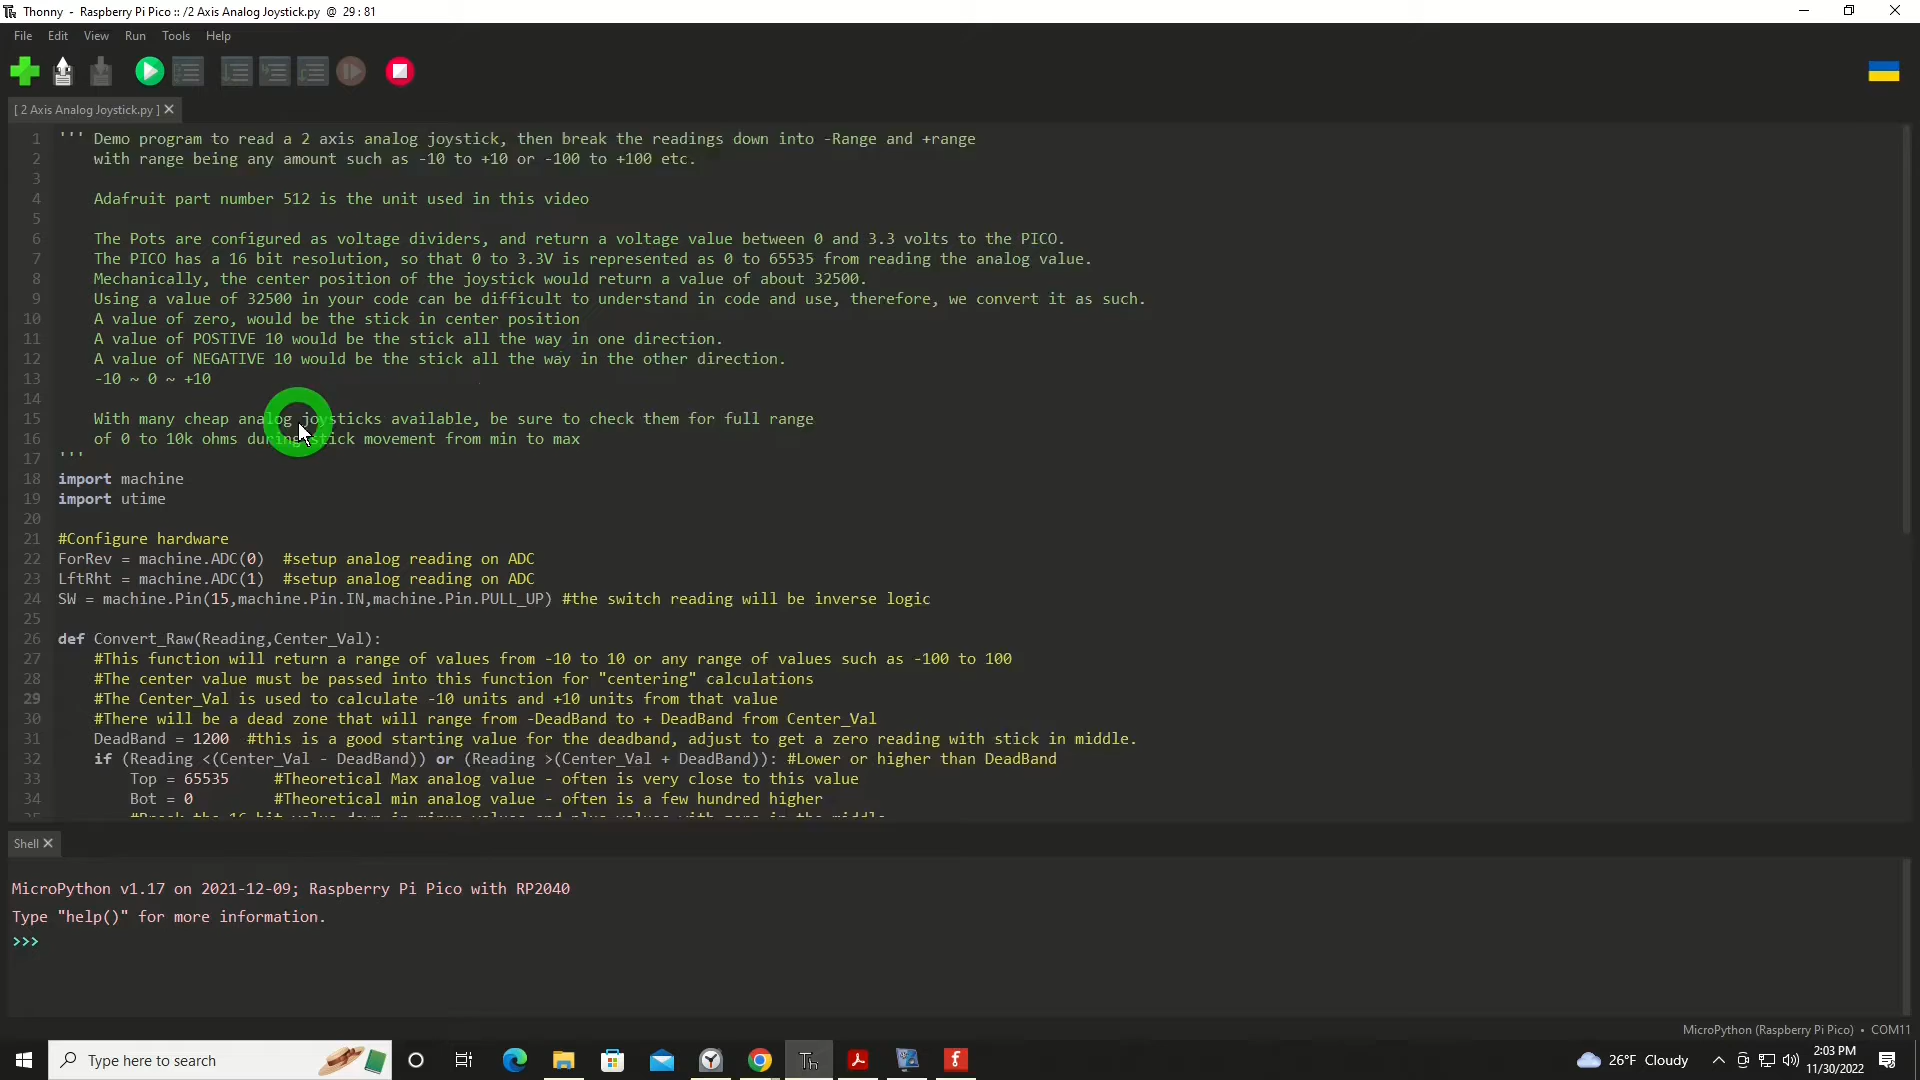 Thonny - Raspberry Pi Pico :: /2 Axis Analog Joystick.py @ 29 : 81
File Edit View Run Tools Help
[ 2 Axis Analog Joystick.py ]
1 ''' Demo program to read a 2 axis analog joystick, then break the readings down into -Range and +range
2 with range being any amount such as -10 to +10 or -100 to +100 etc.
3
4 Adafruit part number 512 is the unit used in this video
5
6 The Pots are configured as voltage dividers, and return a voltage value between 0 and 3.3 volts to the PICO.
7 The PICO has a 16 bit resolution, so that 0 to 3.3V is represented as 0 to 65535 from reading the analog value.
8 Mechanically, the center position of the joystick would return a value of about 32500.
9 Using a value of 32500 in your code can be difficult to understand in code and use, therefore, we convert it as such.
10 A value of zero, would be the stick in center position
11 A value of POSTIVE 10 would be the stick all the way in one direction.
12 A value of NEGATIVE 10 would be the stick all the way in the other direction.
13 -10 ~ 0 ~ +10
14
15 With many cheap analog joysticks available, be sure to check them for full range
16 of 0 to 10k ohms during stick movement from min to max
17 '''
18 import machine
19 import utime
20
21 #Configure hardware
22 ForRev = machine.ADC(0) #setup analog reading on ADC
23 LftRht = machine.ADC(1) #setup analog reading on ADC
24 SW = machine.Pin(15,machine.Pin.IN,machine.Pin.PULL_UP) #the switch reading will be inverse logic
25
26 def Convert_Raw(Reading,Center_Val):
27 #This function will return a range of values from -10 to 10 or any range of values such as -100 to 100
28 #The center value must be passed into this function for "centering" calculations
29 #The Center_Val is used to calculate -10 units and +10 units from that value
30 #There will be a dead zone that will range from -DeadBand to + DeadBand from Center_Val
31 DeadBand = 1200 #this is a good starting value for the deadband, adjust to get a zero reading with stick in middle.
32 if (Reading <(Center_Val - DeadBand)) or (Reading >(Center_Val + DeadBand)): #Lower or higher than DeadBand
33 Top = 65535 #Theoretical Max analog value - often is very close to this value
34 Bot = 0 #Theoretical min analog value - often is a few hundred higher
Shell
MicroPython v1.17 on 2021-12-09; Raspberry Pi Pico with RP2040
Type "help()" for more information.
>>>
MicroPython (Raspberry Pi Pico) • COM11
Type here to search
Th
26°F Cloudy
2:03 PM
11/30/2022